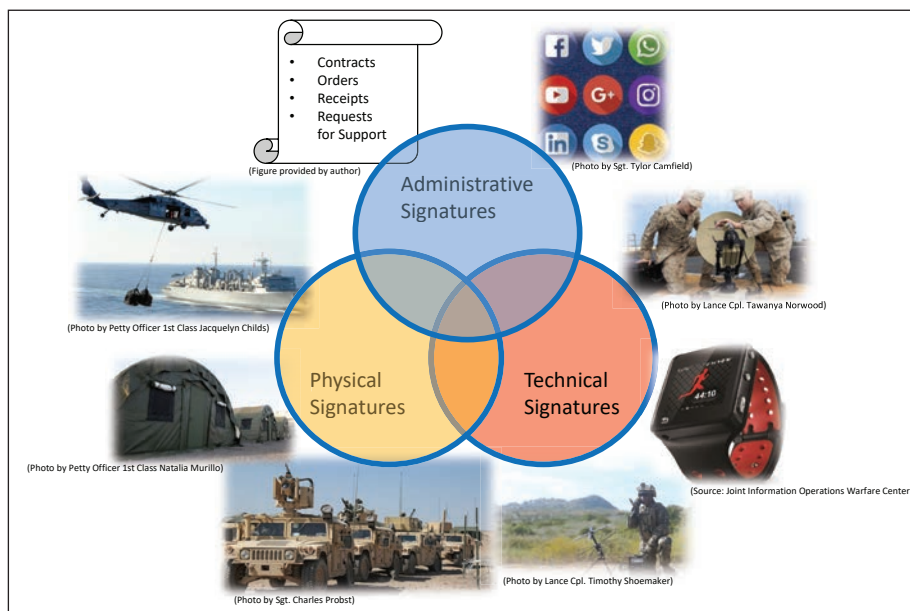 • Contracts
• Orders
• Receipts
• Requests
for Support
(Figure provided by author)
(Photo by Sgt. Tylor Camfield)
Administrative
Signatures
(Photo by Petty Officer 1st Class Jacquelyn Childs)
(Photo by Lance Cpl. Tawanya Norwood)
Physical
Signatures
Technical
Signatures
44:10
(Photo by Petty Officer 1st Class Natalia Murillo)
(Source: Joint Information Operations Warfare Center
(Photo by Lance Cpl. Timothy Shoemaker)
(Photo by Sgt. Charles Probst)